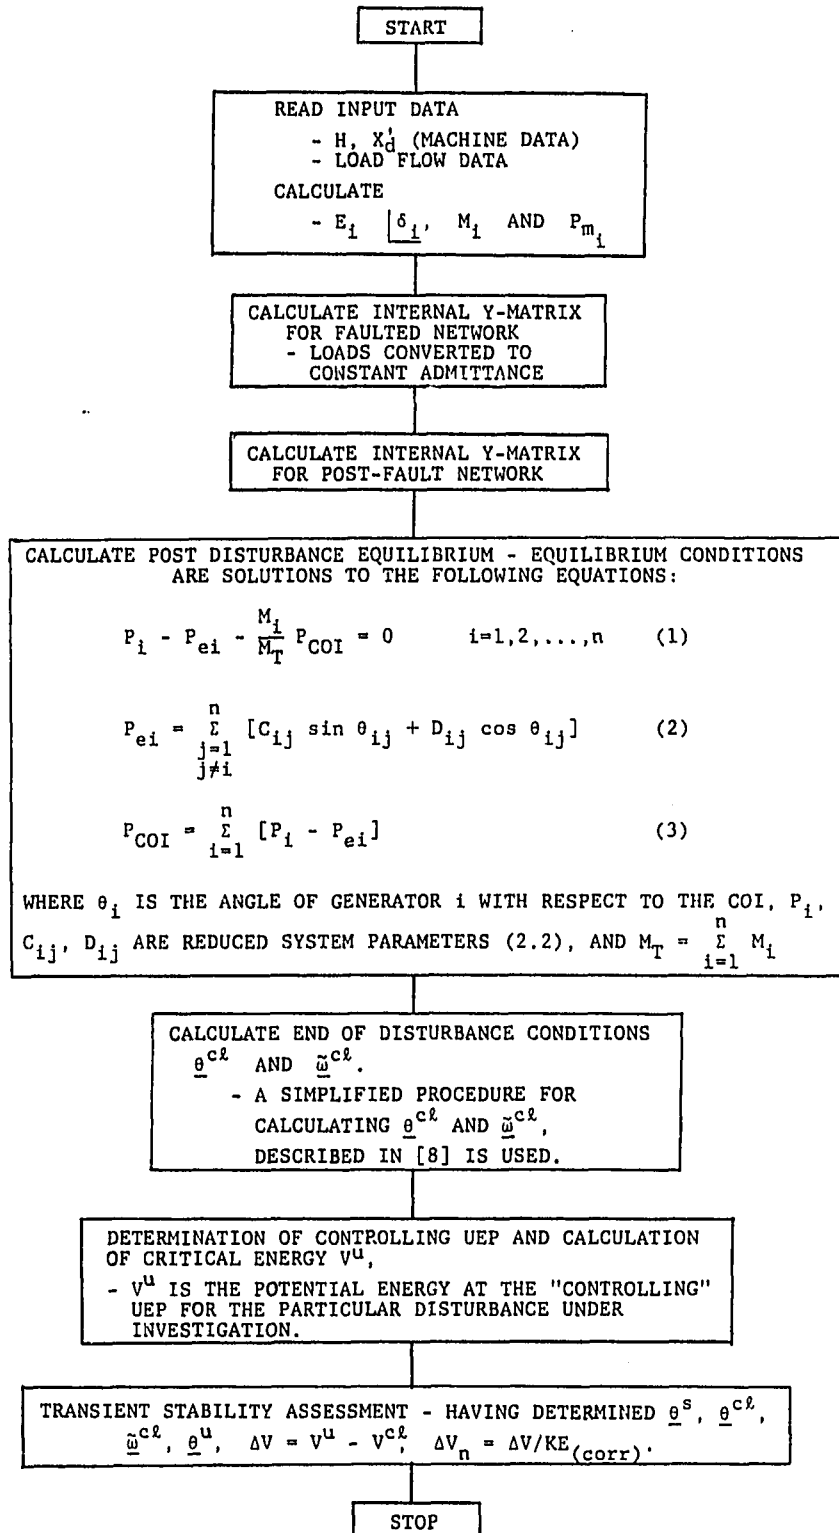 START
READ INPUT DATA
- H, X'd (MACHINE DATA)
- LOAD FLOW DATA
CALCULATE
- Ei ⌊δi, Mi AND Pmi
CALCULATE INTERNAL Y-MATRIX
FOR FAULTED NETWORK
- LOADS CONVERTED TO
CONSTANT ADMITTANCE
CALCULATE INTERNAL Y-MATRIX
FOR POST-FAULT NETWORK
CALCULATE POST DISTURBANCE EQUILIBRIUM - EQUILIBRIUM CONDITIONS
ARE SOLUTIONS TO THE FOLLOWING EQUATIONS:
Pi - Pei - Mi/MT PCOI = 0 i=1,2,...,n (1)
Pei = Σ(j=1, j≠i)^n [Cij sin θij + Dij cos θij] (2)
PCOI = Σ(i=1)^n [Pi - Pei] (3)
WHERE θi IS THE ANGLE OF GENERATOR i WITH RESPECT TO THE COI, Pi,
Cij, Dij ARE REDUCED SYSTEM PARAMETERS (2.2), AND MT = Σ(i=1)^n Mi
CALCULATE END OF DISTURBANCE CONDITIONS
θ^cℓ AND ω̃^cℓ.
- A SIMPLIFIED PROCEDURE FOR
CALCULATING θ^cℓ AND ω̃^cℓ,
DESCRIBED IN [8] IS USED.
DETERMINATION OF CONTROLLING UEP AND CALCULATION
OF CRITICAL ENERGY V^u,
- V^u IS THE POTENTIAL ENERGY AT THE "CONTROLLING"
UEP FOR THE PARTICULAR DISTURBANCE UNDER
INVESTIGATION.
TRANSIENT STABILITY ASSESSMENT - HAVING DETERMINED θ^s, θ^cℓ,
ω̃^cℓ, θ^u, ΔV = V^u - V^cℓ, ΔVn = ΔV/KE(corr).
STOP